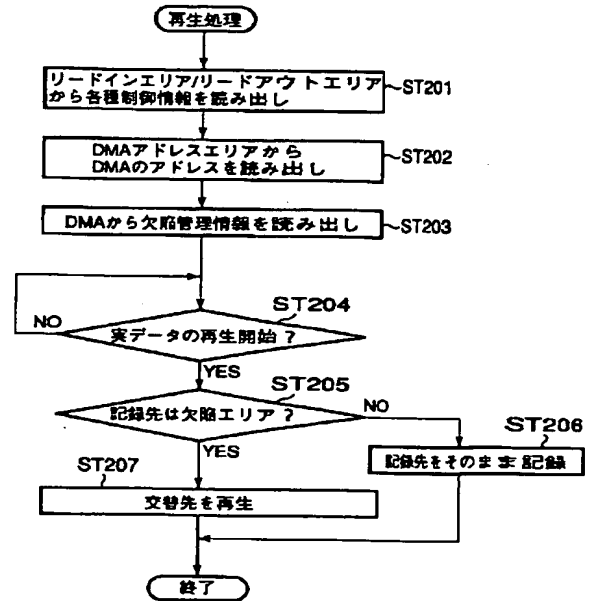 再生処理
リードインエリア/リードアウトエリア
から各種制御情報を読み出し
ST201
DMAアドレスエリアから
DMAのアドレスを読み出し
ST202
DMAから欠陥管理情報を読み出し
ST203
ST204
実データの再生開始?
NO
YES
ST205
記録先は欠陥エリア?
NO
YES
ST206
記録先をそのまま記録
ST207
交替先を再生
終了